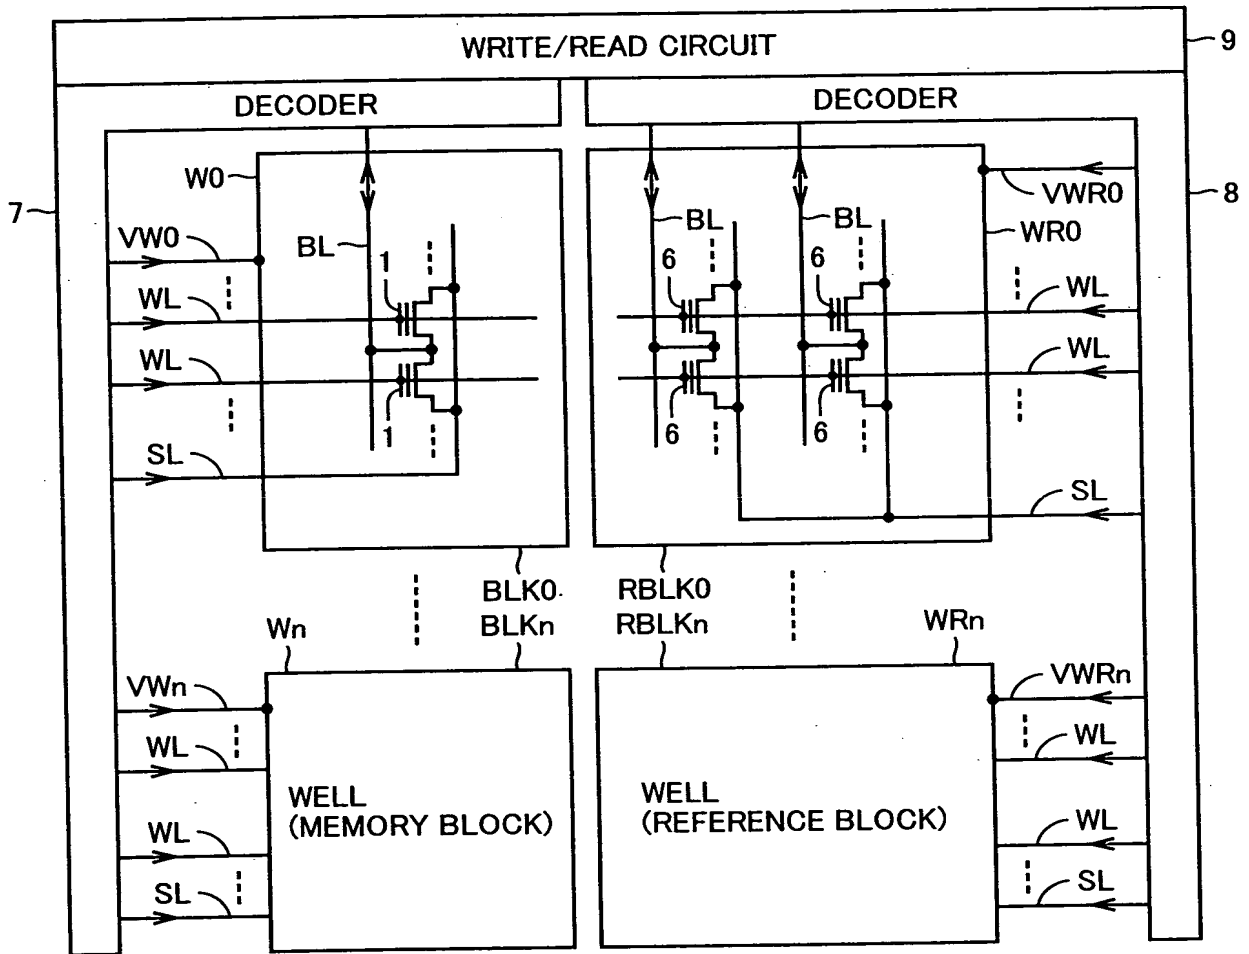 WRITE/READ CIRCUIT
9
DECODER
DECODER
W0
VWR0
7
8
BL
BL
WR0
VW0
BL
1
6
6
WL
WL
WL
WL
1
6
6
SL
SL
BLK0
RBLK0
BLKn
RBLKn
Wn
WRn
VWn
VWRn
WL
WL
WELL
(MEMORY BLOCK)
WELL
(REFERENCE BLOCK)
WL
WL
SL
SL